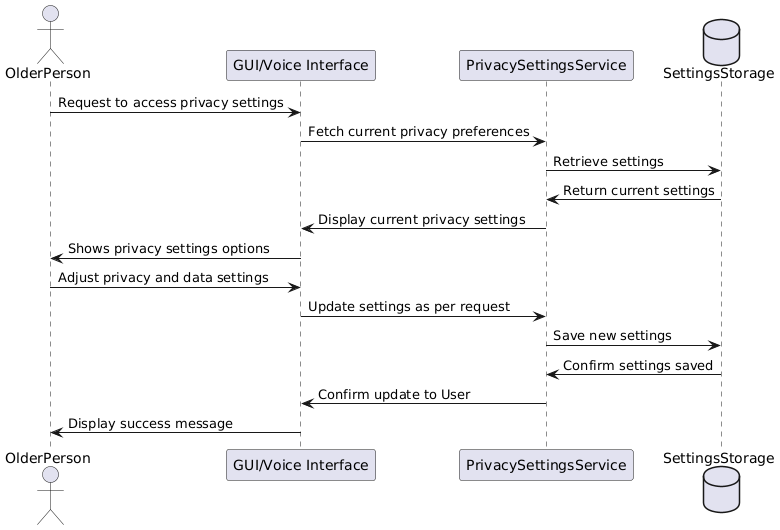 OlderPerson
GUI/Voice Interface
PrivacySettingsService
SettingsStorage
Request to access privacy settings
Fetch current privacy preferences
Retrieve settings
Return current settings
Display current privacy settings
Shows privacy settings options
Adjust privacy and data settings
Update settings as per request
Save new settings
Confirm settings saved
Confirm update to User
Display success message
OlderPerson
GUI/Voice Interface
PrivacySettingsService
SettingsStorage